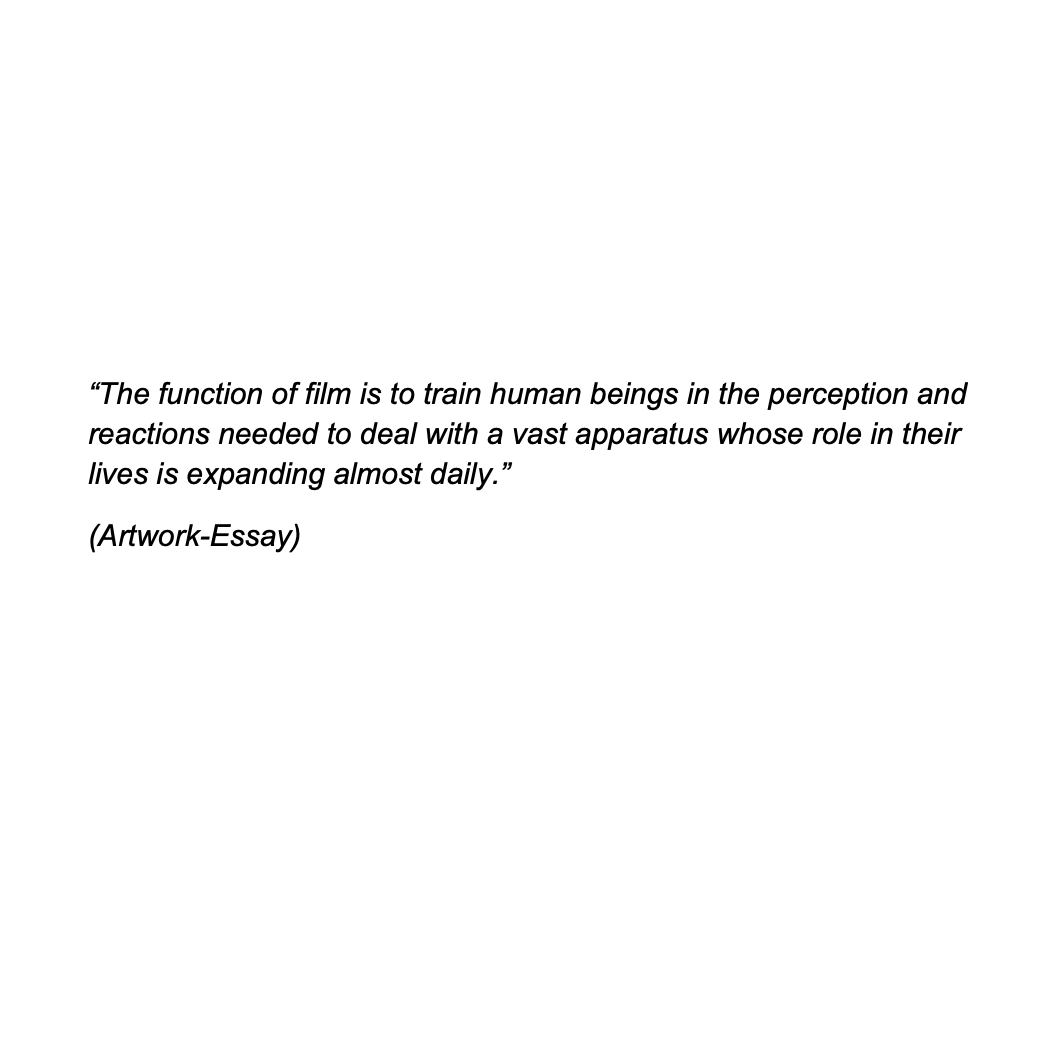 “The function of film is to train human beings in the perception and
reactions needed to deal with a vast apparatus whose role in their
lives is expanding almost daily.”
(Artwork-Essay)